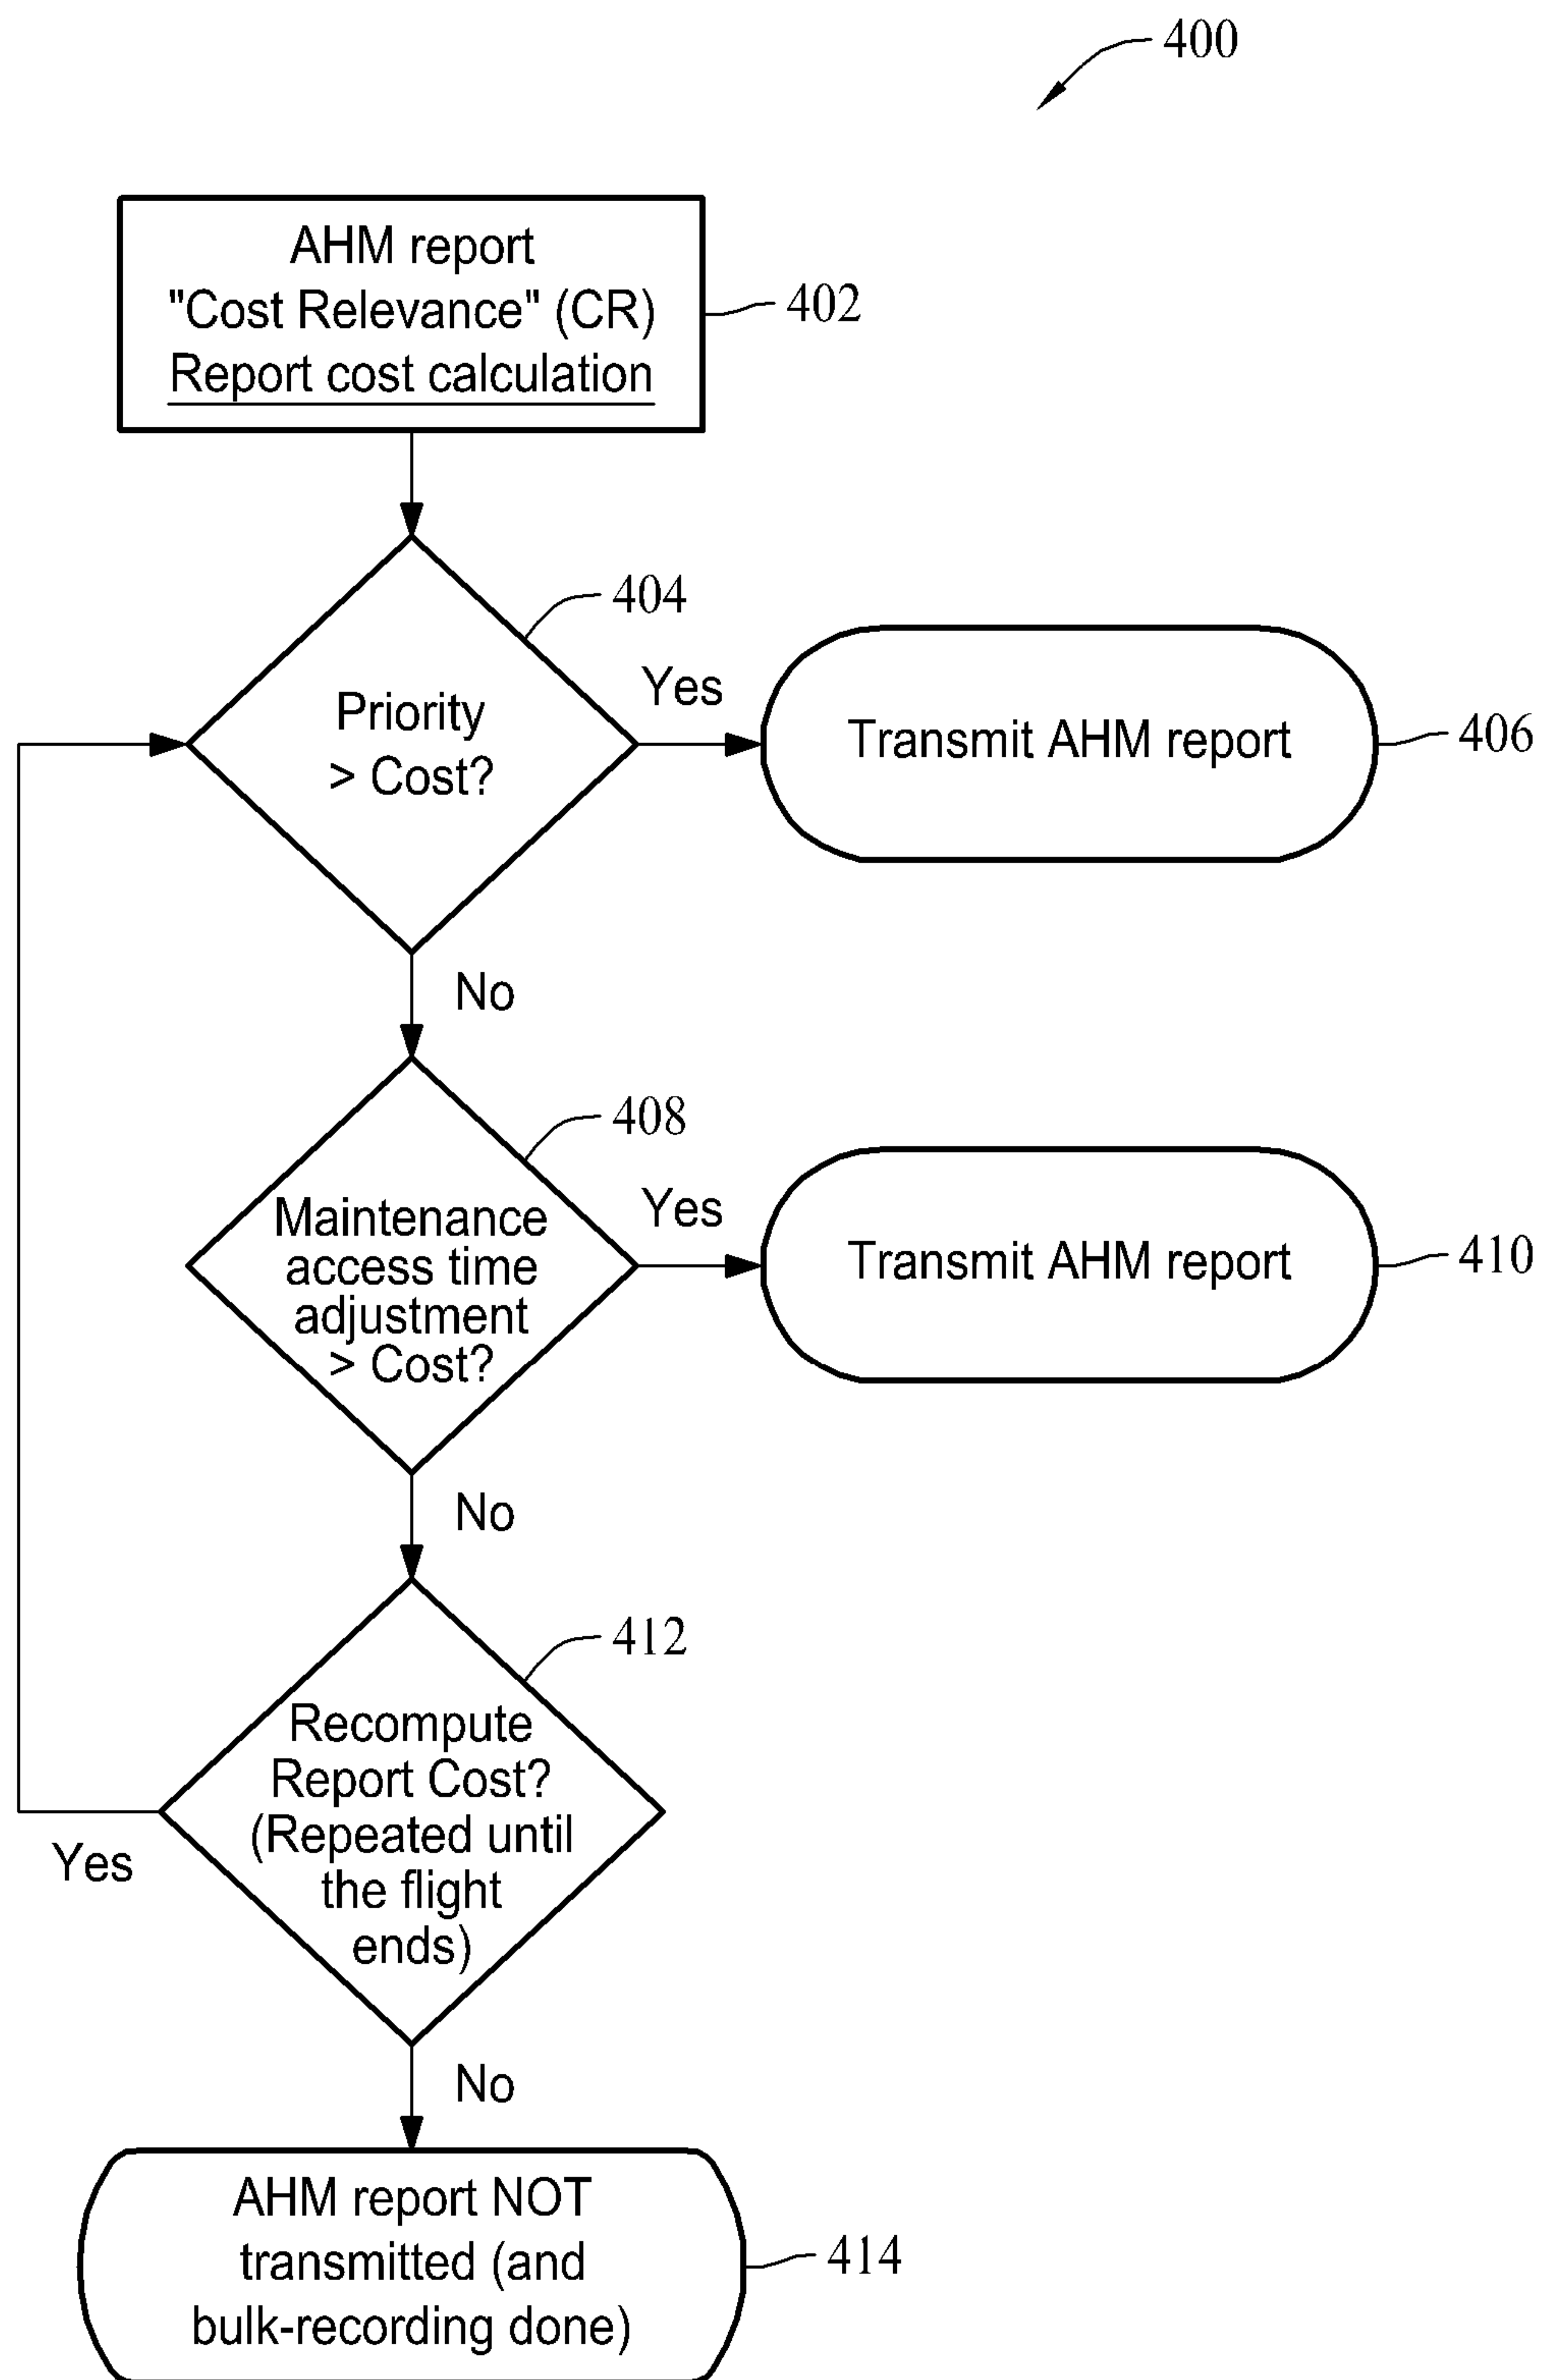 400
AHM report
"Cost Relevance" (CR)
Report cost calculation
402
404
Priority
> Cost?
Yes
Transmit AHM report
406
No
408
Maintenance
access time
adjustment
> Cost?
Yes
Transmit AHM report
410
No
412
Recompute
Report Cost?
(Repeated until
the flight
ends)
Yes
No
AHM report NOT
transmitted (and
bulk-recording done)
414